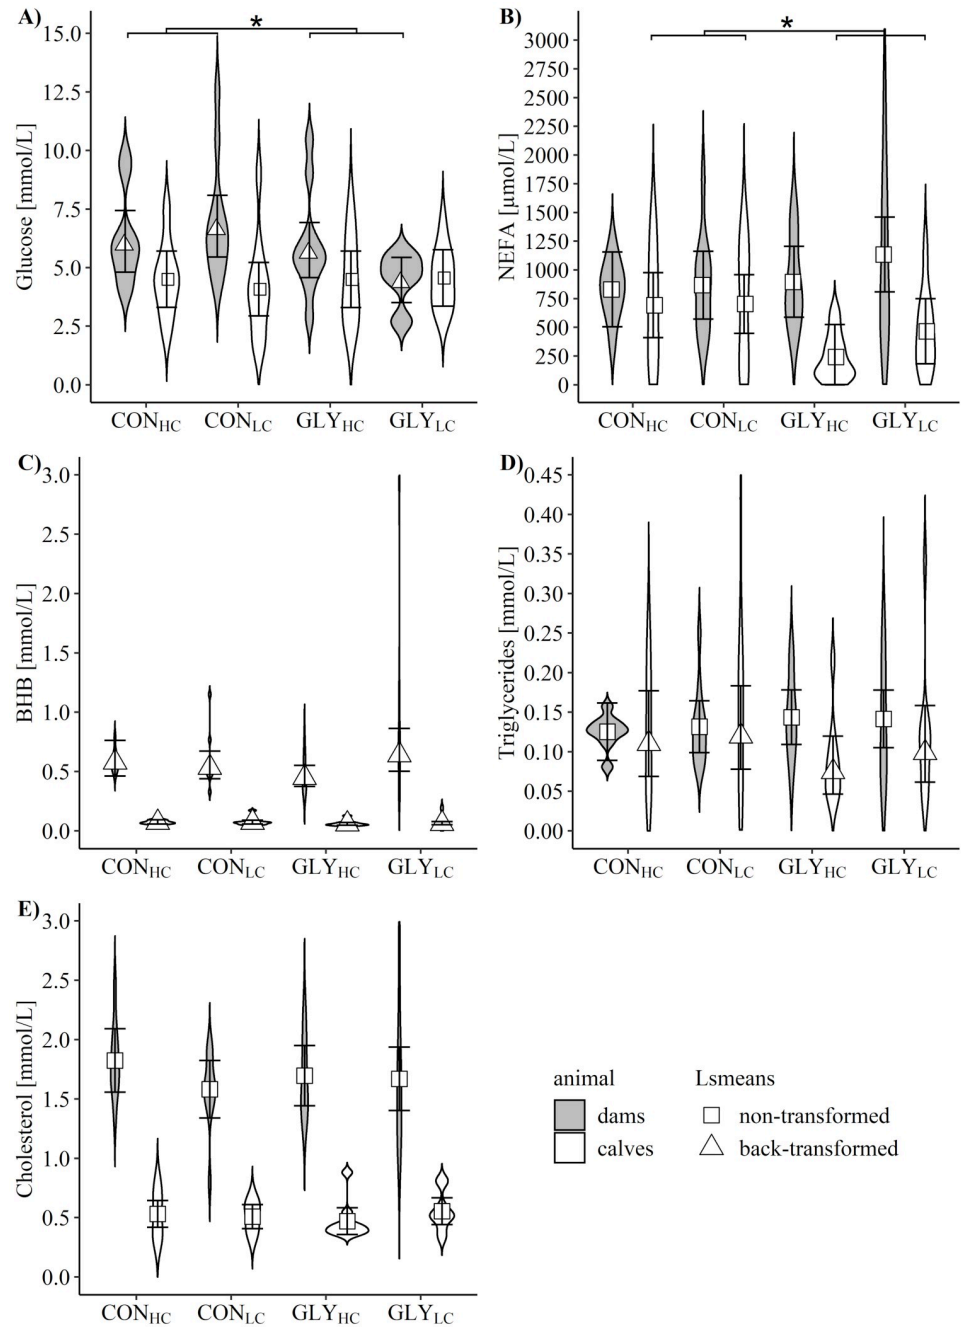 A)
*
Glucose [mmol/L]
15.0
12.5
10.0
7.5
5.0
2.5
0.0
CONHC CONLC GLYHC GLYLC
B)
*
NEFA [µmol/L]
3000
2750
2500
2250
2000
1750
1500
1250
1000
750
500
250
0
CONHC CONLC GLYHC GLYLC
C)
BHB [mmol/L]
3.0
2.5
2.0
1.5
1.0
0.5
0.0
CONHC CONLC GLYHC GLYLC
D)
Triglycerides [mmol/L]
0.45
0.40
0.35
0.30
0.25
0.20
0.15
0.10
0.05
0.00
CONHC CONLC GLYHC GLYLC
E)
Cholesterol [mmol/L]
3.0
2.5
2.0
1.5
1.0
0.5
0.0
CONHC CONLC GLYHC GLYLC
animal
dams
calves
Lsmeans
non-transformed
back-transformed